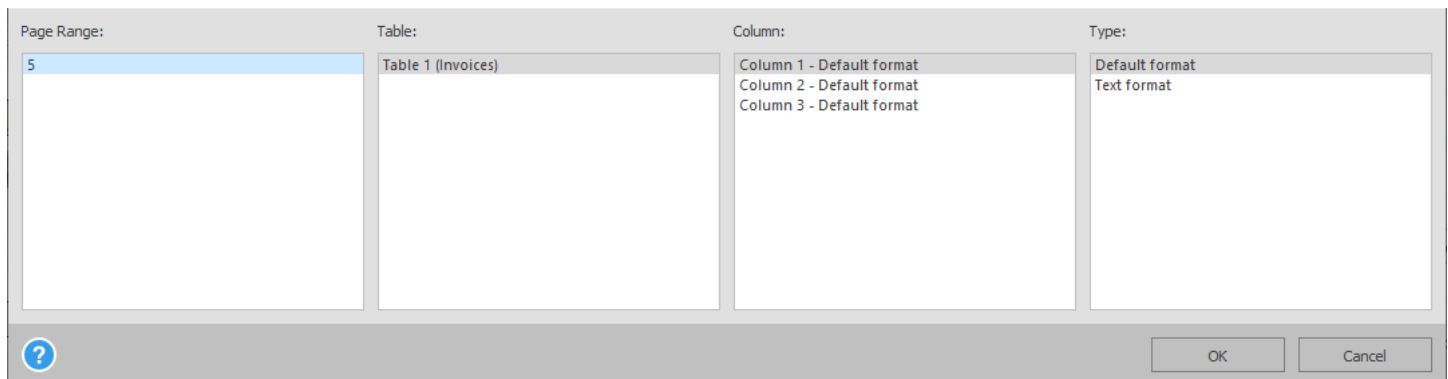 Page Range:
Table:
Column:
Type:
5
Table 1 (Invoices)
Column 1 - Default format
Column 2 - Default format
Column 3 - Default format
Default format
Text format
?
OK
Cancel